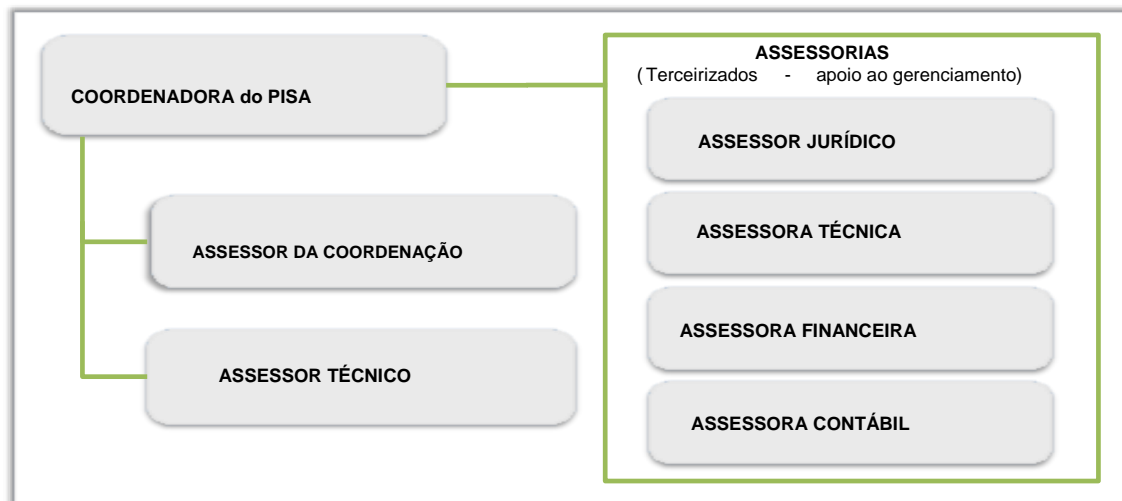 COORDENADORA do PISA
ASSESSOR DA COORDENAÇÃO
ASSESSOR TÉCNICO
ASSESSORIAS
(Terceirizados - apoio ao gerenciamento)
ASSESSOR JURÍDICO
ASSESSORA TÉCNICA
ASSESSORA FINANCEIRA
ASSESSORA CONTÁBIL